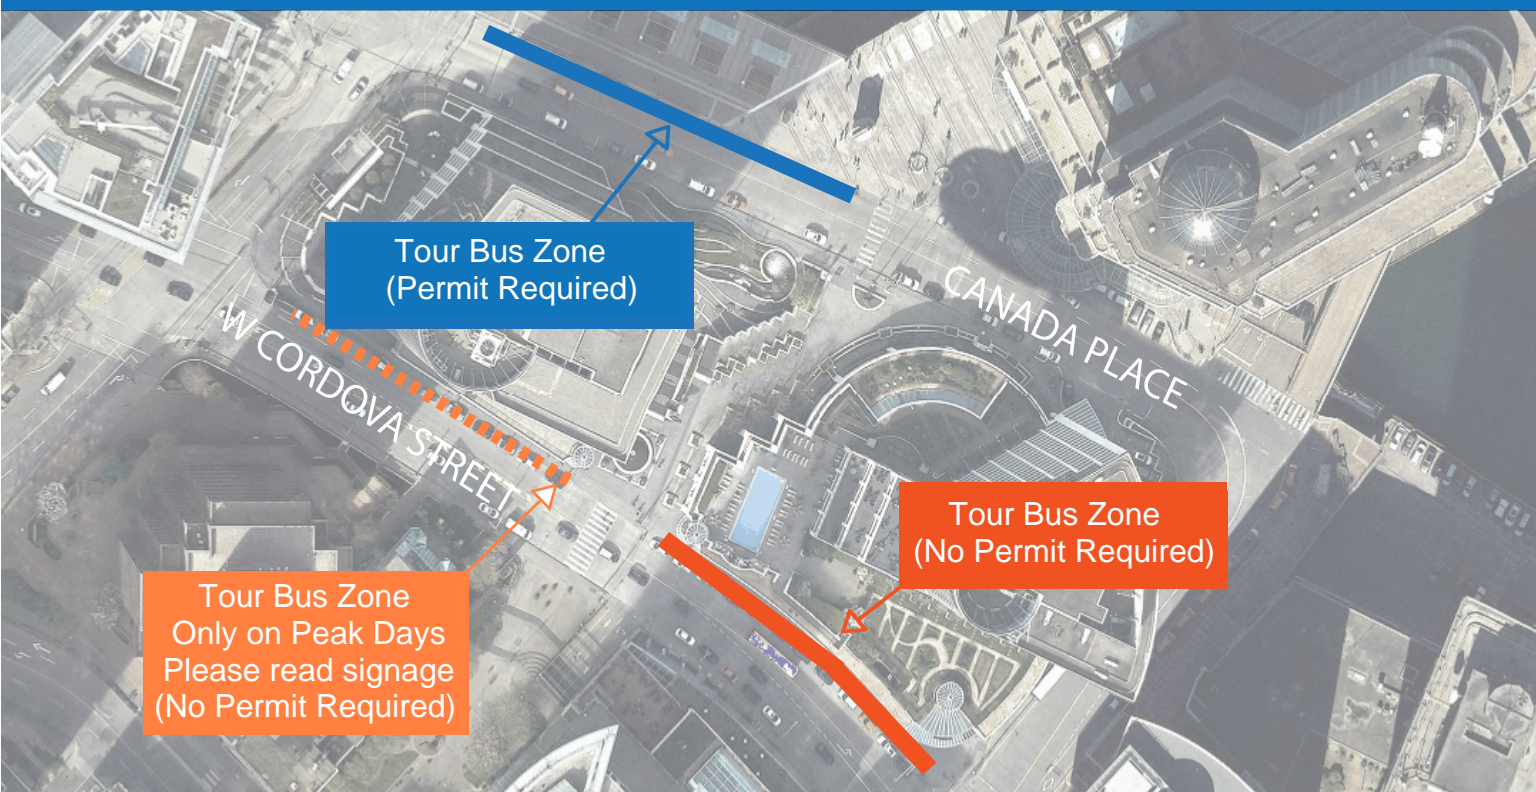 Tour Bus Zone
(Permit Required)
CANADA PLACE
W CORDOVA STREET
Tour Bus Zone
(No Permit Required)
Tour Bus Zone
Only on Peak Days
Please read signage
(No Permit Required)